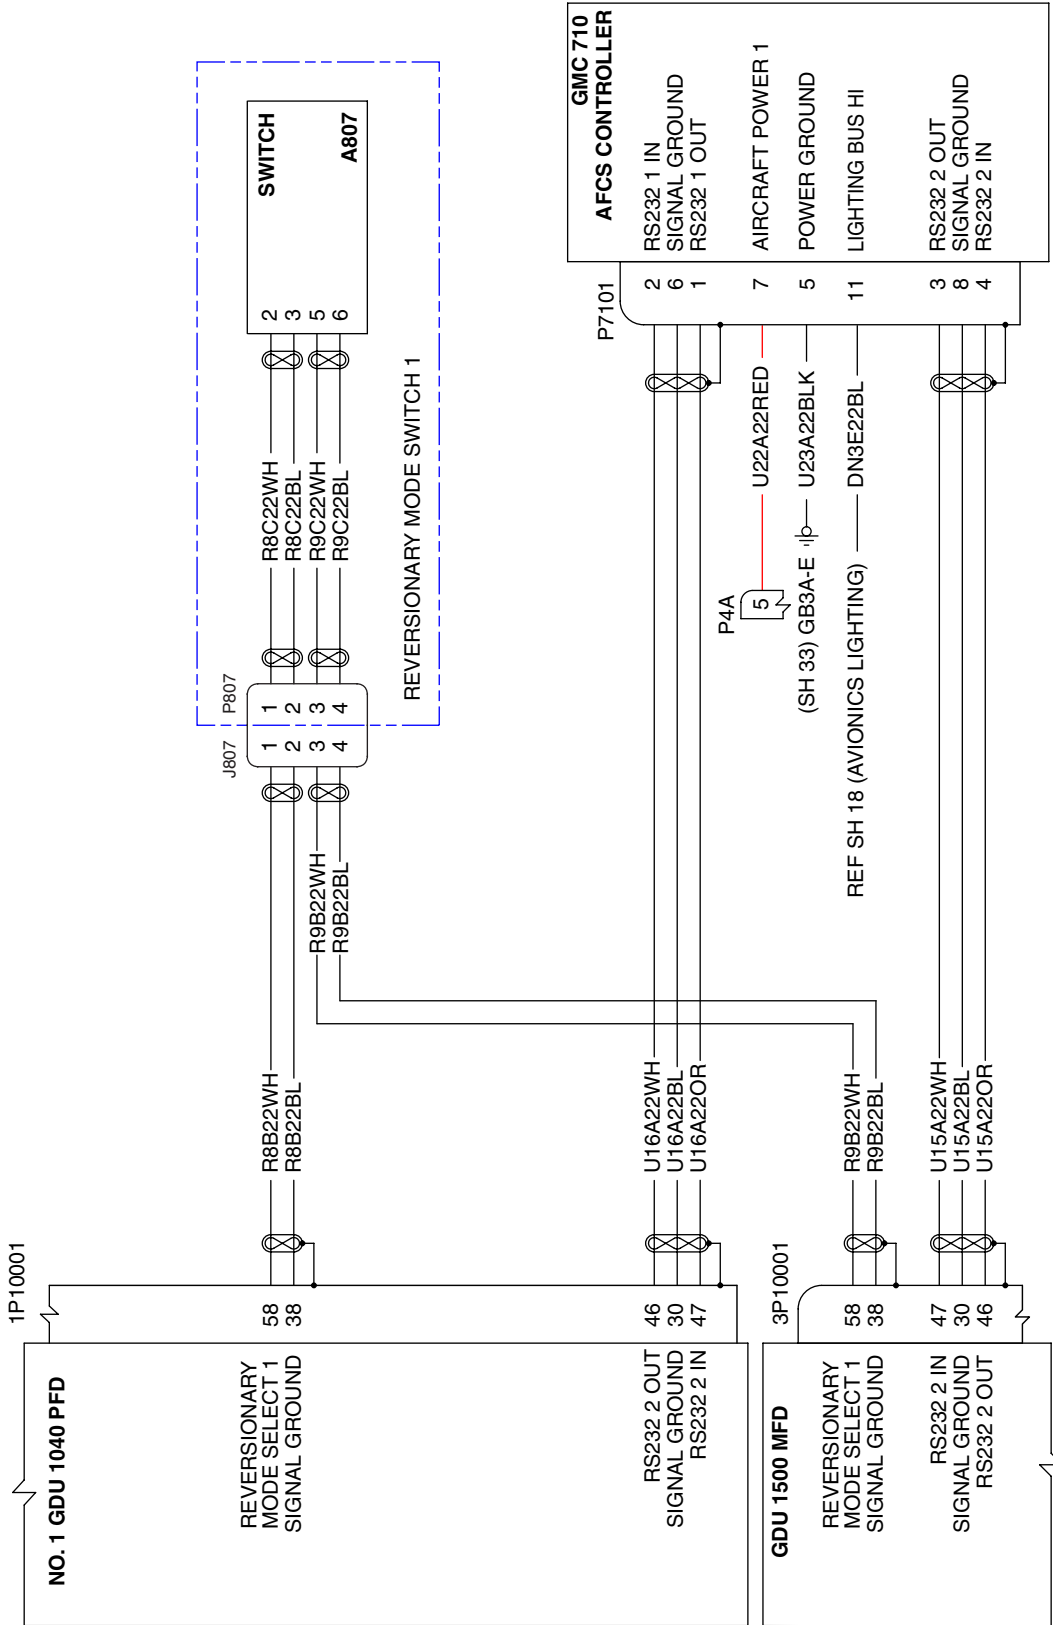 NO. 1 GDU 1040 PFD
1P10001
REVERSIONARY
MODE SELECT 1
SIGNAL GROUND
58
38
R8B22WH
R8B22BL
J807
P807
1
2
3
4
1
2
3
4
R9B22WH
R9B22BL
R8C22WH
R8C22BL
R9C22WH
R9C22BL
2
3
5
6
SWITCH
A807
REVERSIONARY MODE SWITCH 1
RS232 2 OUT
SIGNAL GROUND
RS232 2 IN
46
30
47
U16A22WH
U16A22BL
U16A22OR
P7101
GMC 710
AFCS CONTROLLER
2 RS232 1 IN
6 SIGNAL GROUND
1 RS232 1 OUT
P4A
5
U22A22RED
7 AIRCRAFT POWER 1
(SH 33) GB3A-E
U23A22BLK
5 POWER GROUND
REF SH 18 (AVIONICS LIGHTING)
DN3E22BL
11 LIGHTING BUS HI
3 RS232 2 OUT
8 SIGNAL GROUND
4 RS232 2 IN
GDU 1500 MFD
3P10001
REVERSIONARY
MODE SELECT 1
SIGNAL GROUND
58
38
R9B22WH
R9B22BL
RS232 2 IN
SIGNAL GROUND
RS232 2 OUT
47
30
46
U15A22WH
U15A22BL
U15A22OR